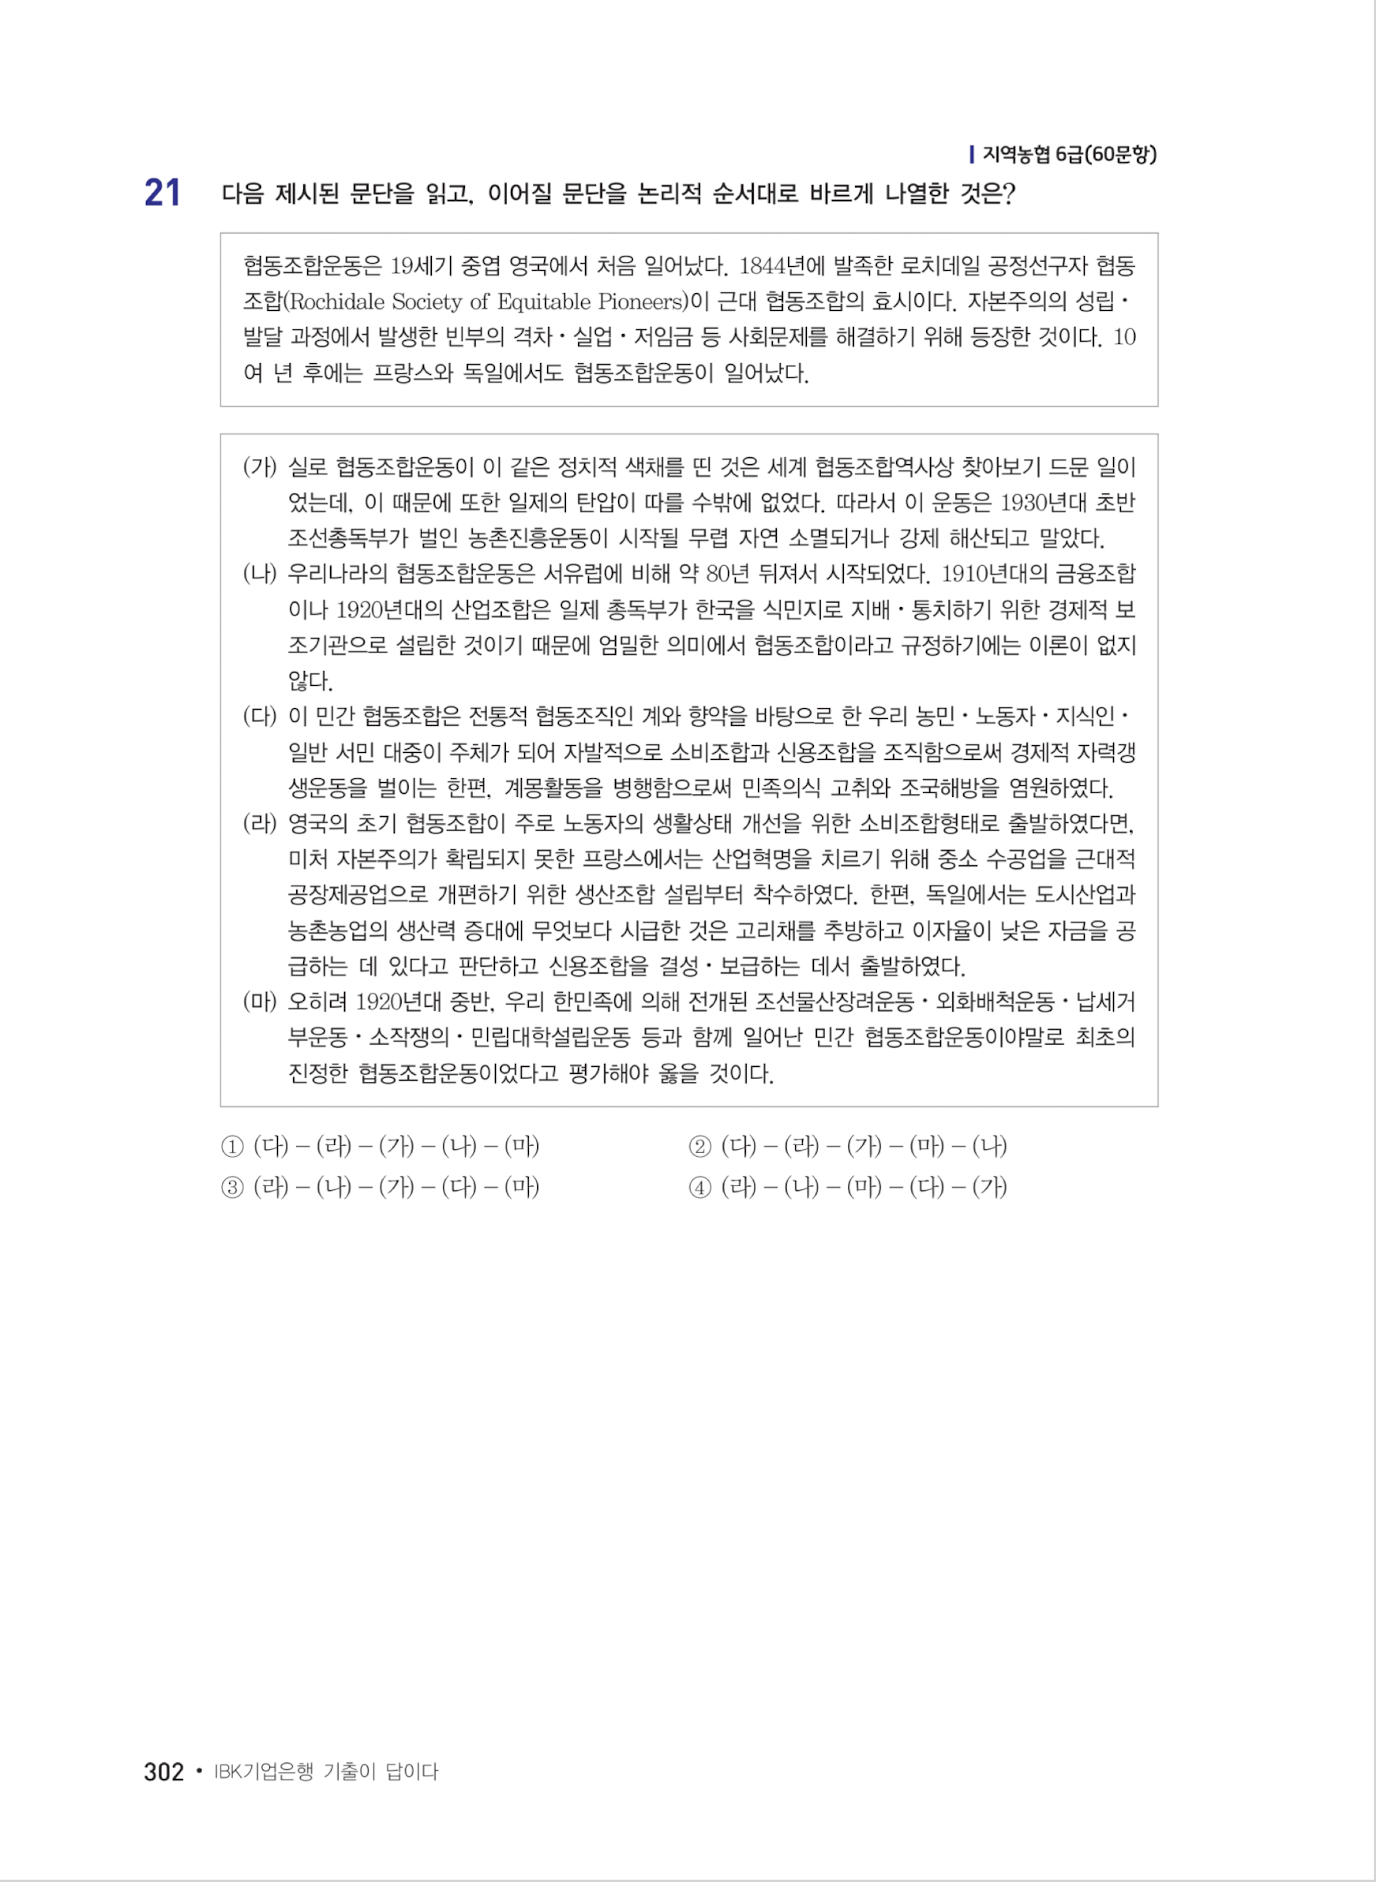 지역농협 6급(60문항)
21 다음 제시된 문단을 읽고, 이어질 문단을 논리적 순서대로 바르게 나열한 것은?
협동조합운동은 19세기 중엽 영국에서 처음 일어났다. 1844년에 발족한 로치데일 공정선구자 협동
조합(Rochidale Society of Equitable Pioneers)이 근대 협동조합의 효시이다. 자본주의의 성립·
발달 과정에서 발생한 빈부의 격차·실업·저임금 등 사회문제를 해결하기 위해 등장한 것이다. 10
여 년 후에는 프랑스와 독일에서도 협동조합운동이 일어났다.
(가) 실로 협동조합운동이 이 같은 정치적 색채를 띤 것은 세계 협동조합역사상 찾아보기 드문 일이
었는데, 이 때문에 또한 일제의 탄압이 따를 수밖에 없었다. 따라서 이 운동은 1930년대 초반
조선총독부가 벌인 농촌진흥운동이 시작될 무렵 자연 소멸되거나 강제 해산되고 말았다.
(나) 우리나라의 협동조합운동은 서유럽에 비해 약 80년 뒤져서 시작되었다. 1910년대의 금융조합
이나 1920년대의 산업조합은 일제 총독부가 한국을 식민지로 지배·통치하기 위한 경제적 보
조기관으로 설립한 것이기 때문에 엄밀한 의미에서 협동조합이라고 규정하기에는 이론이 없지
않다.
(다) 이 민간 협동조합은 전통적 협동조직인 계와 향약을 바탕으로 한 우리 농민·노동자·지식인·
일반 서민 대중이 주체가 되어 자발적으로 소비조합과 신용조합을 조직함으로써 경제적 자력갱
생운동을 벌이는 한편, 계몽활동을 병행함으로써 민족의식 고취와 조국해방을 염원하였다.
(라) 영국의 초기 협동조합이 주로 노동자의 생활상태 개선을 위한 소비조합형태로 출발하였다면,
미처 자본주의가 확립되지 못한 프랑스에서는 산업혁명을 치르기 위해 중소 수공업을 근대적
공장제공업으로 개편하기 위한 생산조합 설립부터 착수하였다. 한편, 독일에서는 도시산업과
농촌농업의 생산력 증대에 무엇보다 시급한 것은 고리채를 추방하고 이자율이 낮은 자금을 공
급하는 데 있다고 판단하고 신용조합을 결성·보급하는 데서 출발하였다.
(마) 오히려 1920년대 중반, 우리 한민족에 의해 전개된 조선물산장려운동·외화배척운동·납세거
부운동·소작쟁의·민립대학설립운동 등과 함께 일어난 민간 협동조합운동이야말로 최초의
진정한 협동조합운동이었다고 평가해야 옳을 것이다.
① (다) – (라) – (가) – (나) – (마) ② (다) – (라) – (가) – (마) – (나)
③ (라) – (나) – (가) – (다) – (마) ④ (라) – (나) – (마) – (다) – (가)
302 • IBK기업은행 기출이 답이다